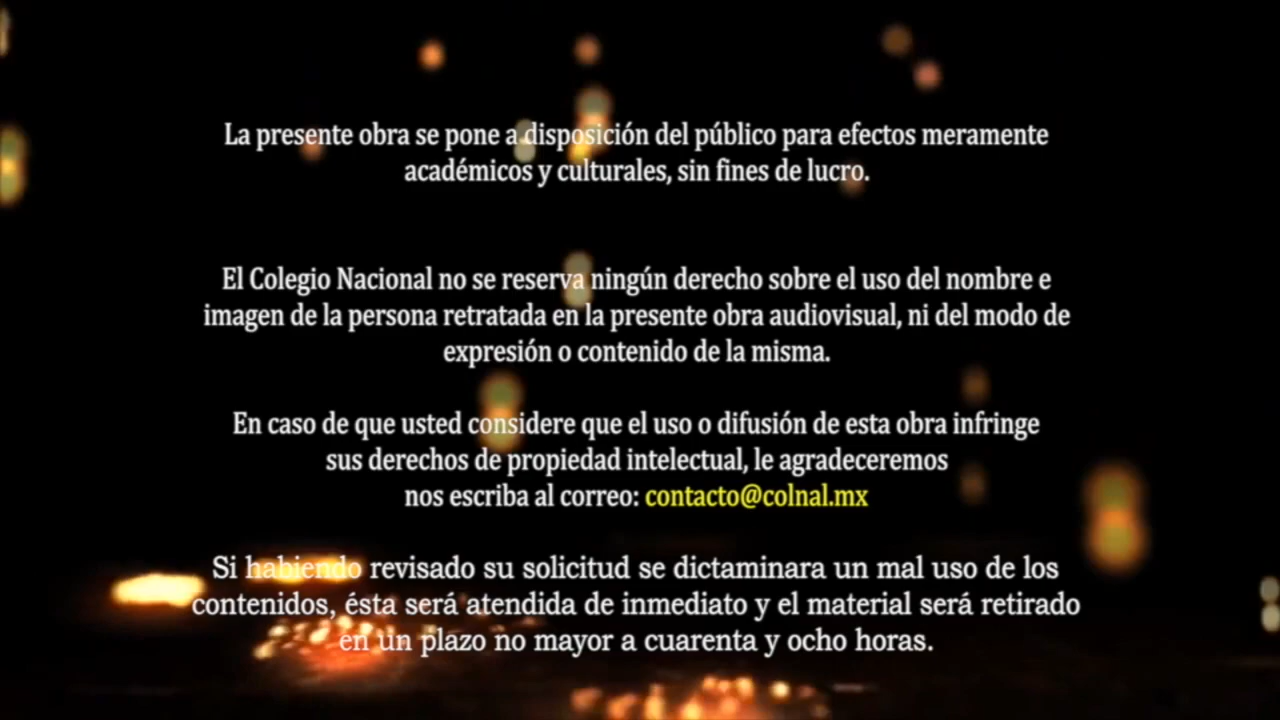 La presente obra se pone a disposición del público para efectos meramente
académicos y culturales, sin fines de lucro.
El Colegio Nacional no se reserva ningún derecho sobre el uso del nombre e
imagen de la persona retratada en la presente obra audiovisual, ni del modo de
expresión o contenido de la misma.
En caso de que usted considere que el uso o difusión de esta obra infringe
sus derechos de propiedad intelectual, le agradeceremos
nos escriba al correo: contacto@colnal.mx
Si habiendo revisado su solicitud se dictaminara un mal uso de los
contenidos, ésta será atendida de inmediato y el material será retirado
en un plazo no mayor a cuarenta y ocho horas.